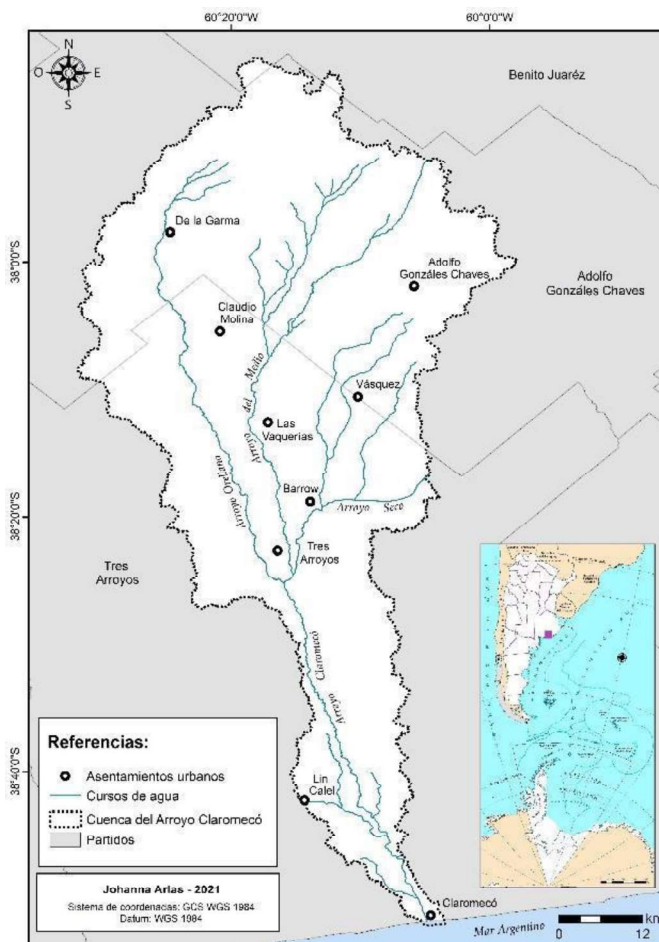 60°20'0"W
60°0'0"W
N
O
E
S
Benito Juaréz
De la Garma
38°0'0"S
Adolfo
Gonzáles Chaves
Adolfo
Gonzáles Chaves
Claudio
Molina
Arroyo del Medio
Vásquez
Las
Vaquerias
Arroyo Orellano
Barrow
Arroyo Seco
38°20'0"S
Tres
Arroyos
Tres
Arroyos
Arroyo Claromecó
38°40'0"S
Lin
Calel
Referencias:
Asentamientos urbanos
Cursos de agua
Cuenca del Arroyo Claromecó
Partidos
Johanna Arlas - 2021
Sistema de coordenadas: GCS WGS 1984
Datum: WGS 1984
Claromecó
Mar Argentino
km
0
12